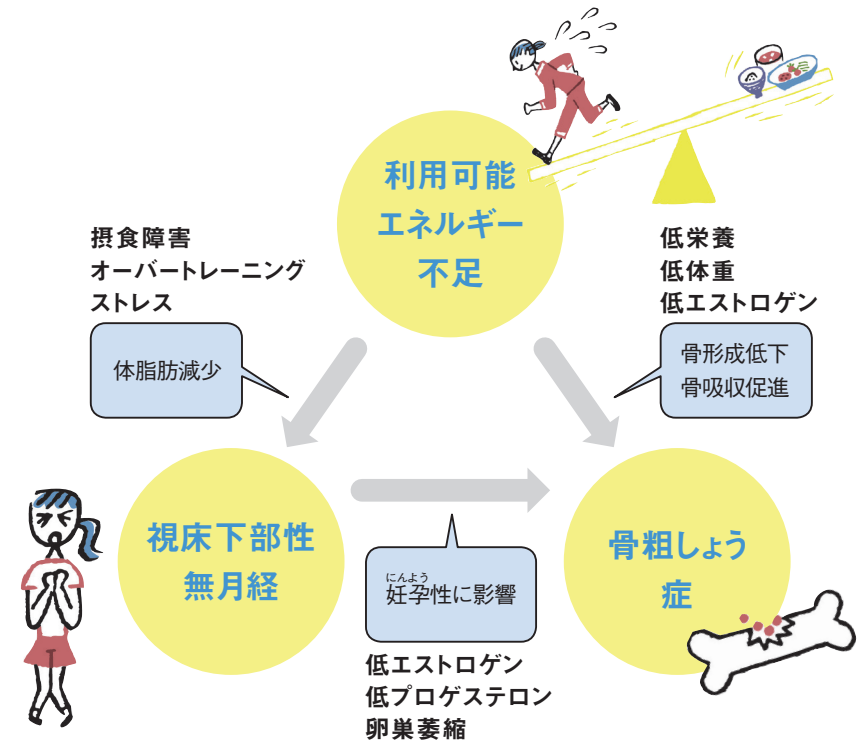 利用可能
エネルギー
不足
摂食障害
オーバートレーニング
ストレス
体脂肪減少
低栄養
低体重
低エストロゲン
骨形成低下
骨吸収促進
視床下部性
無月経
にんよう
妊孕性に影響
低エストロゲン
低プロゲステロン
卵巣萎縮
骨粗しょう
症